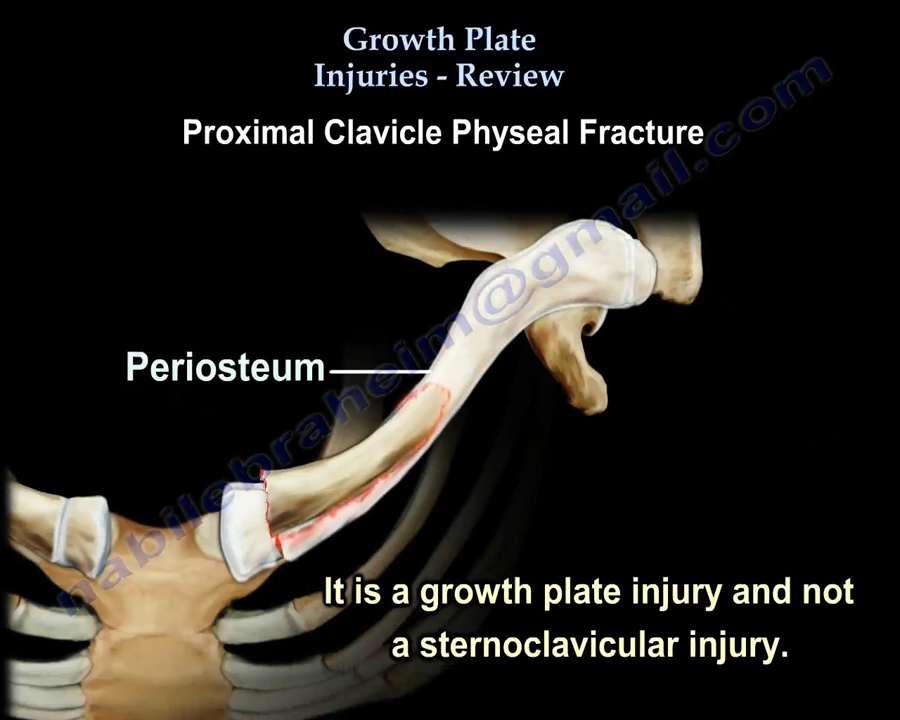 Growth Plate
Injuries - Review
Proximal Clavicle Physeal Fracture
nabilebraheim@gmail.com
Periosteum
It is a growth plate injury and not
a sternoclavicular injury.